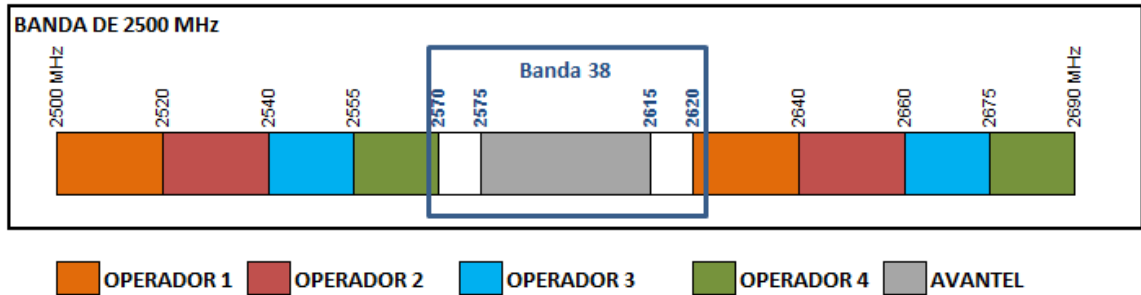 BANDA DE 2500 MHz
Banda 38
2500 MHz
2520
2540
2555
2570
2575
2615
2620
2640
2660
2675
2690 MHz
OPERADOR 1
OPERADOR 2
OPERADOR 3
OPERADOR 4
AVANTEL